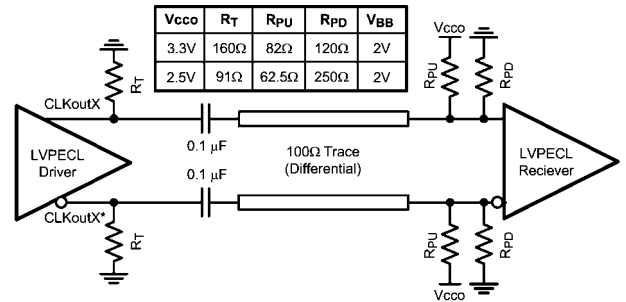 Vcco RT RPU RPD VBB
3.3V 160Ω 82Ω 120Ω 2V
2.5V 91Ω 62.5Ω 250Ω 2V
Vcco
RT
RPU
RPD
CLKoutX
LVPECL
Driver
0.1 µF
0.1 µF
100Ω Trace
(Differential)
LVPECL
Reciever
CLKoutX*
RT
RPU
RPD
Vcco